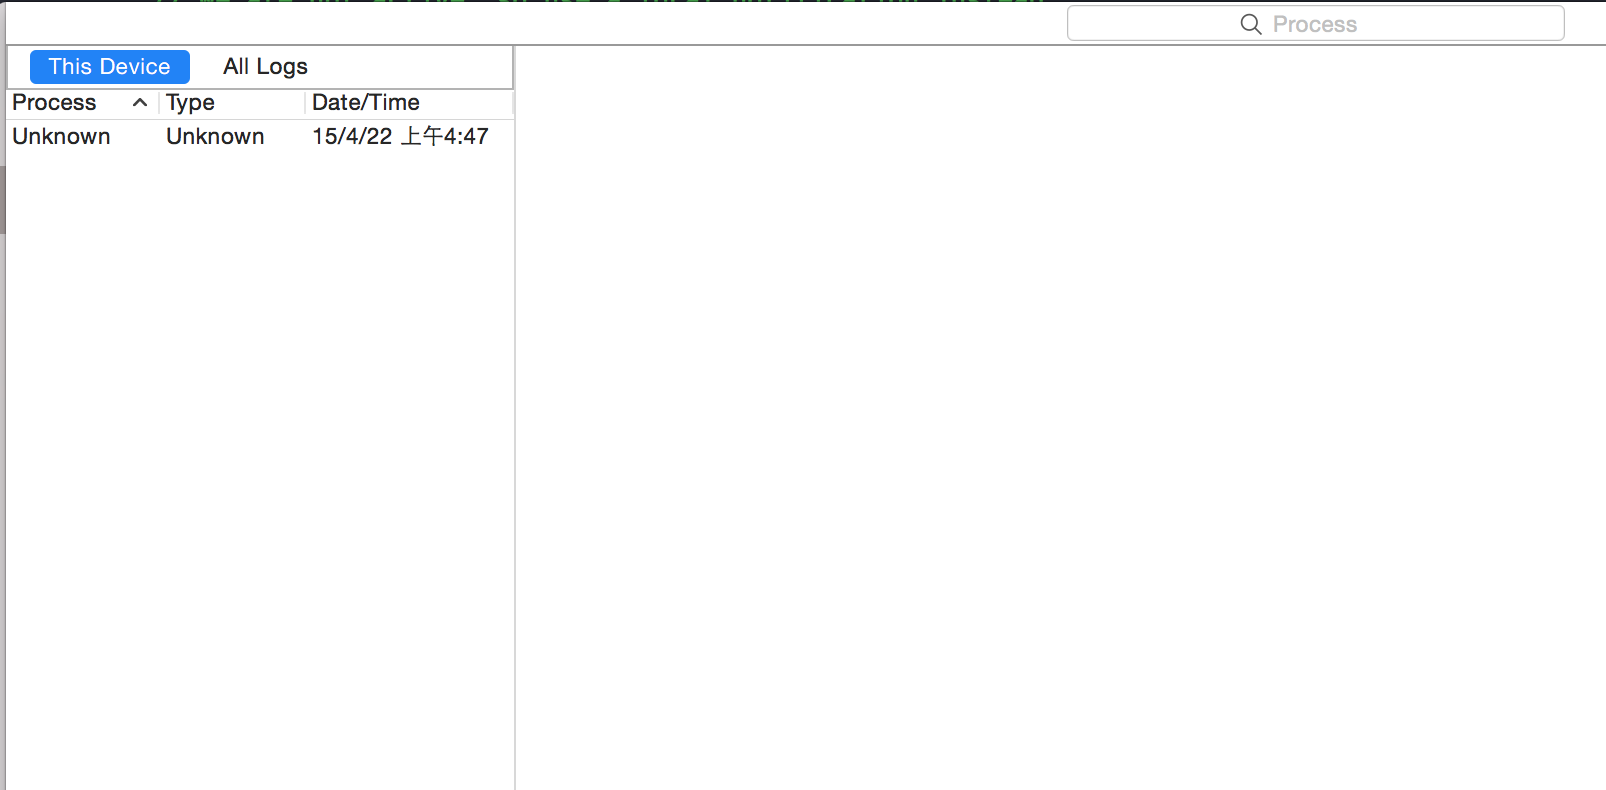 Process
This Device All Logs
Process Type Date/Time
Unknown Unknown 15/4/22 上午4:47